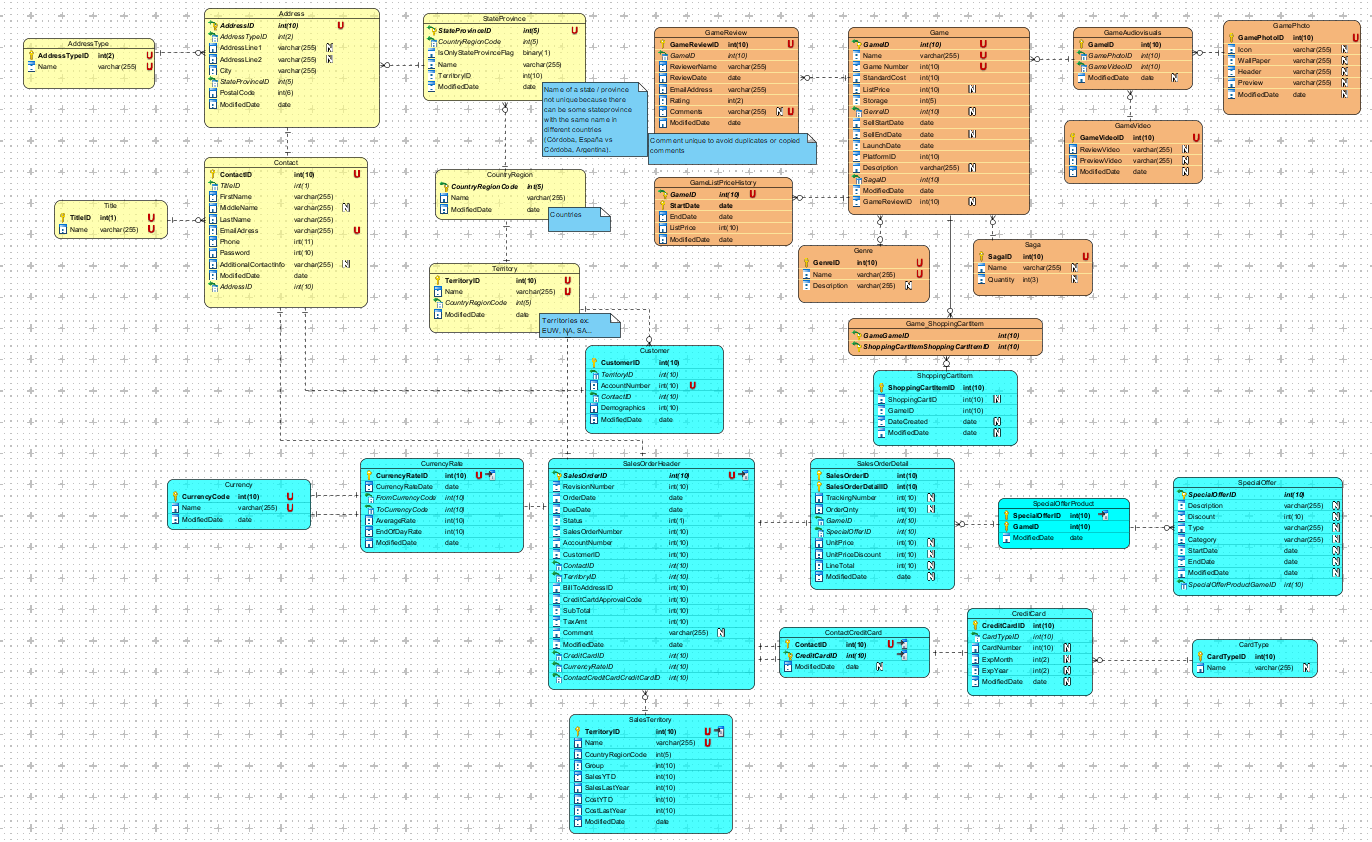 AddressType
AddressTypeID int(2) U
Name varchar(255) U
Address
AddressID int(10) U
AddressTypeID int(2)
AddressLine1 varchar(255) N
AddressLine2 varchar(255) N
City varchar(255)
StateProvinceID int(5)
PostalCode int(6)
ModifiedDate date
StateProvince
StateProvinceID int(5) U
CountryRegionCode int(5)
IsOnlyStateProvinceFlag binary(1)
Name varchar(255)
TerritoryID int(10)
ModifiedDate date
Name of a state / province
not unique because there
can be some stateprovince
with the same name in
different countries
(Córdoba, España vs
Córdoba, Argentina).
GameReview
GameReviewID int(10) U
GameID int(10)
ReviewerName varchar(255)
ReviewDate date
EmailAddress varchar(255)
Rating int(2)
Comments varchar(255) N U
ModifiedDate date
Comment unique to avoid duplicates or copied
comments
Game
GameID int(10) U
Name varchar(255) U
Game Number int(10) U
StandardCost int(10)
ListPrice int(10) N
Storage int(5)
GenreID int(10) N
SellStartDate date
SellEndDate date N
LaunchDate date
PlatformID int(10)
Description varchar(255) N
SagaID int(10)
ModifiedDate date
GameReviewID int(10) N
GameAudiovisuals
GameID int(10) U
GamePhotoID int(10)
GameVideoID int(10)
ModifiedDate date N
GamePhoto
GamePhotoID int(10) U
Icon varchar(255) N
WallPaper varchar(255) N
Header varchar(255) N
Preview varchar(255) N
ModifiedDate date N
GameVideo
GameVideoID int(10) U
ReviewVideo varchar(255) N
PreviewVideo varchar(255) N
ModifiedDate date N
Title
TitleID int(1) U
Name varchar(255) U
Contact
ContactID int(10) U
TitleID int(1)
FirstName varchar(255)
MiddleName varchar(255) N
LastName varchar(255)
EmailAdress varchar(255) U
Phone int(11)
Password int(10)
AdditionalContactInfo varchar(255) N
ModifiedDate date
AddressID int(10)
CountryRegion
CountryRegionCode int(5)
Name varchar(255)
ModifiedDate date
Countries
GameListPriceHistory
GameID int(10) U
StartDate date
EndDate date
ListPrice int(10)
ModifiedDate date
Genre
GenreID int(10) U
Name varchar(255) U
Description varchar(255) N
Saga
SagaID int(10) U
Name varchar(255) N
Quantity int(3) N
Territory
TerritoryID int(10) U
Name varchar(255) U
CountryRegionCode int(5)
ModifiedDate date
Territories ex:
EUW, NA, SA...
Game_ShoppingCartItem
GameGameID int(10)
ShoppingCartItemShoppingCartItemID int(10)
Customer
CustomerID int(10)
TerritoryID int(10)
AccountNumber int(10) U
ContactID int(10)
Demographics int(10)
ModifiedDate date
ShoppingCartItem
ShoppingCartItemID int(10)
ShoppingCartID int(10) N
GameID int(10)
DateCreated date N
ModifiedDate date N
Currency
CurrencyCode int(10) U
Name varchar(255) U
ModifiedDate date
CurrencyRate
CurrencyRateID int(10) U
CurrencyRateDate date
FromCurrencyCode int(10)
ToCurrencyCode int(10)
AverageRate int(10)
EndOfDayRate int(10)
ModifiedDate date
SalesOrderHeader
SalesOrderID int(10) U
RevisionNumber int(10)
OrderDate date
DueDate date
Status int(1)
SalesOrderNumber int(10)
AccountNumber int(10)
CustomerID int(10)
ContactID int(10)
TerritoryID int(10)
BillToAddressID int(10)
CreditCartdApprovalCode int(10)
SubTotal int(10)
TaxAmt int(10)
Comment varchar(255) N
ModifiedDate date
CreditCardID int(10)
CurrencyRateID int(10)
ContactCreditCardCreditCardID int(10)
SalesOrderDetail
SalesOrderID int(10)
SalesOrderDetailID int(10)
TrackingNumber int(10) N
OrderQnty int(10) N
GameID int(10)
SpecialOfferID int(10)
UnitPrice int(10) N
UnitPriceDiscount int(10) N
LineTotal int(10) N
ModifiedDate date N
SpecialOfferProduct
SpecialOfferID int(10)
GameID int(10)
ModifiedDate date
SpecialOffer
SpecialOfferID int(10)
Description varchar(255) N
Discount int(10) N
Type varchar(255) N
Category varchar(255) N
StartDate date N
EndDate date N
ModifiedDate date N
SpecialOfferProductGameID int(10)
ContactCreditCard
ContactID int(10) U
CreditCardID int(10)
ModifiedDate date N
CreditCard
CreditCardID int(10)
CardTypeID int(10)
CardNumber int(10) N
ExpMonth int(2) N
ExpYear int(2) N
ModifiedDate date N
CardType
CardTypeID int(10)
Name varchar(255) N
SalesTerritory
TerritoryID int(10) U
Name varchar(255) U
CountryRegionCode int(5)
Group int(10)
SalesYTD int(10)
SalesLastYear int(10)
CostYTD int(10)
CostLastYear int(10)
ModifiedDate date